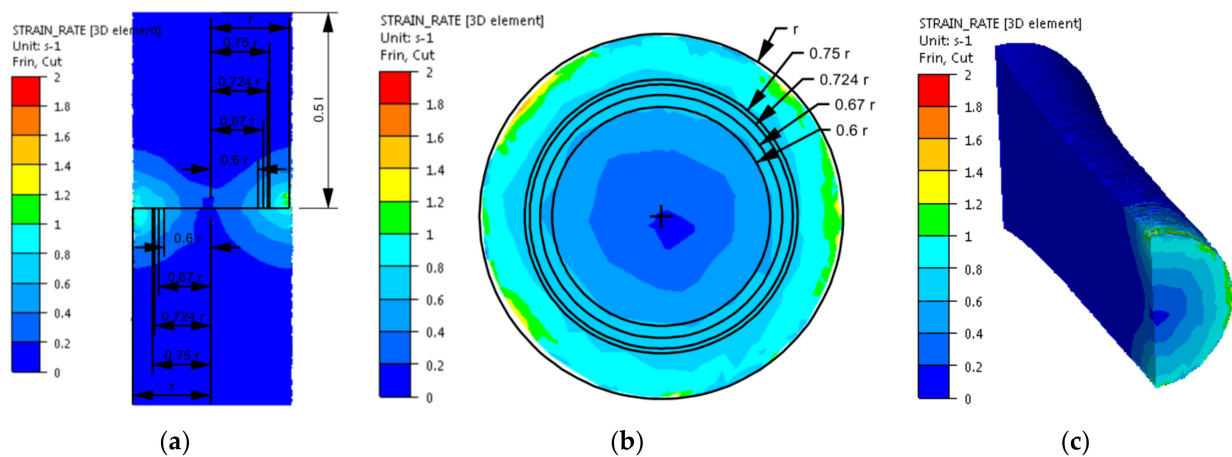 STRAIN_RATE [3D element]
Unit: s-1
Frin, Cut
2
1.8
1.6
1.4
1.2
1
0.8
0.6
0.4
0.2
0
r
0.75 r
0.724 r
0.67 r
0.6 r
0.5 l
0.6 r
0.67 r
0.724 r
0.75 r
r
(a)
STRAIN_RATE [3D element]
Unit: s-1
Frin, Cut
2
1.8
1.6
1.4
1.2
1
0.8
0.6
0.4
0.2
0
r
0.75 r
0.724 r
0.67 r
0.6 r
(b)
STRAIN_RATE [3D element]
Unit: s-1
Frin, Cut
2
1.8
1.6
1.4
1.2
1
0.8
0.6
0.4
0.2
0
(c)